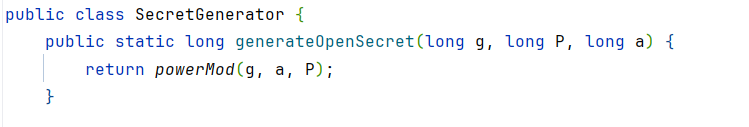 public class SecretGenerator {
    public static long generateOpenSecret(long g, long P, long a) {
        return powerMod(g, a, P);
    }